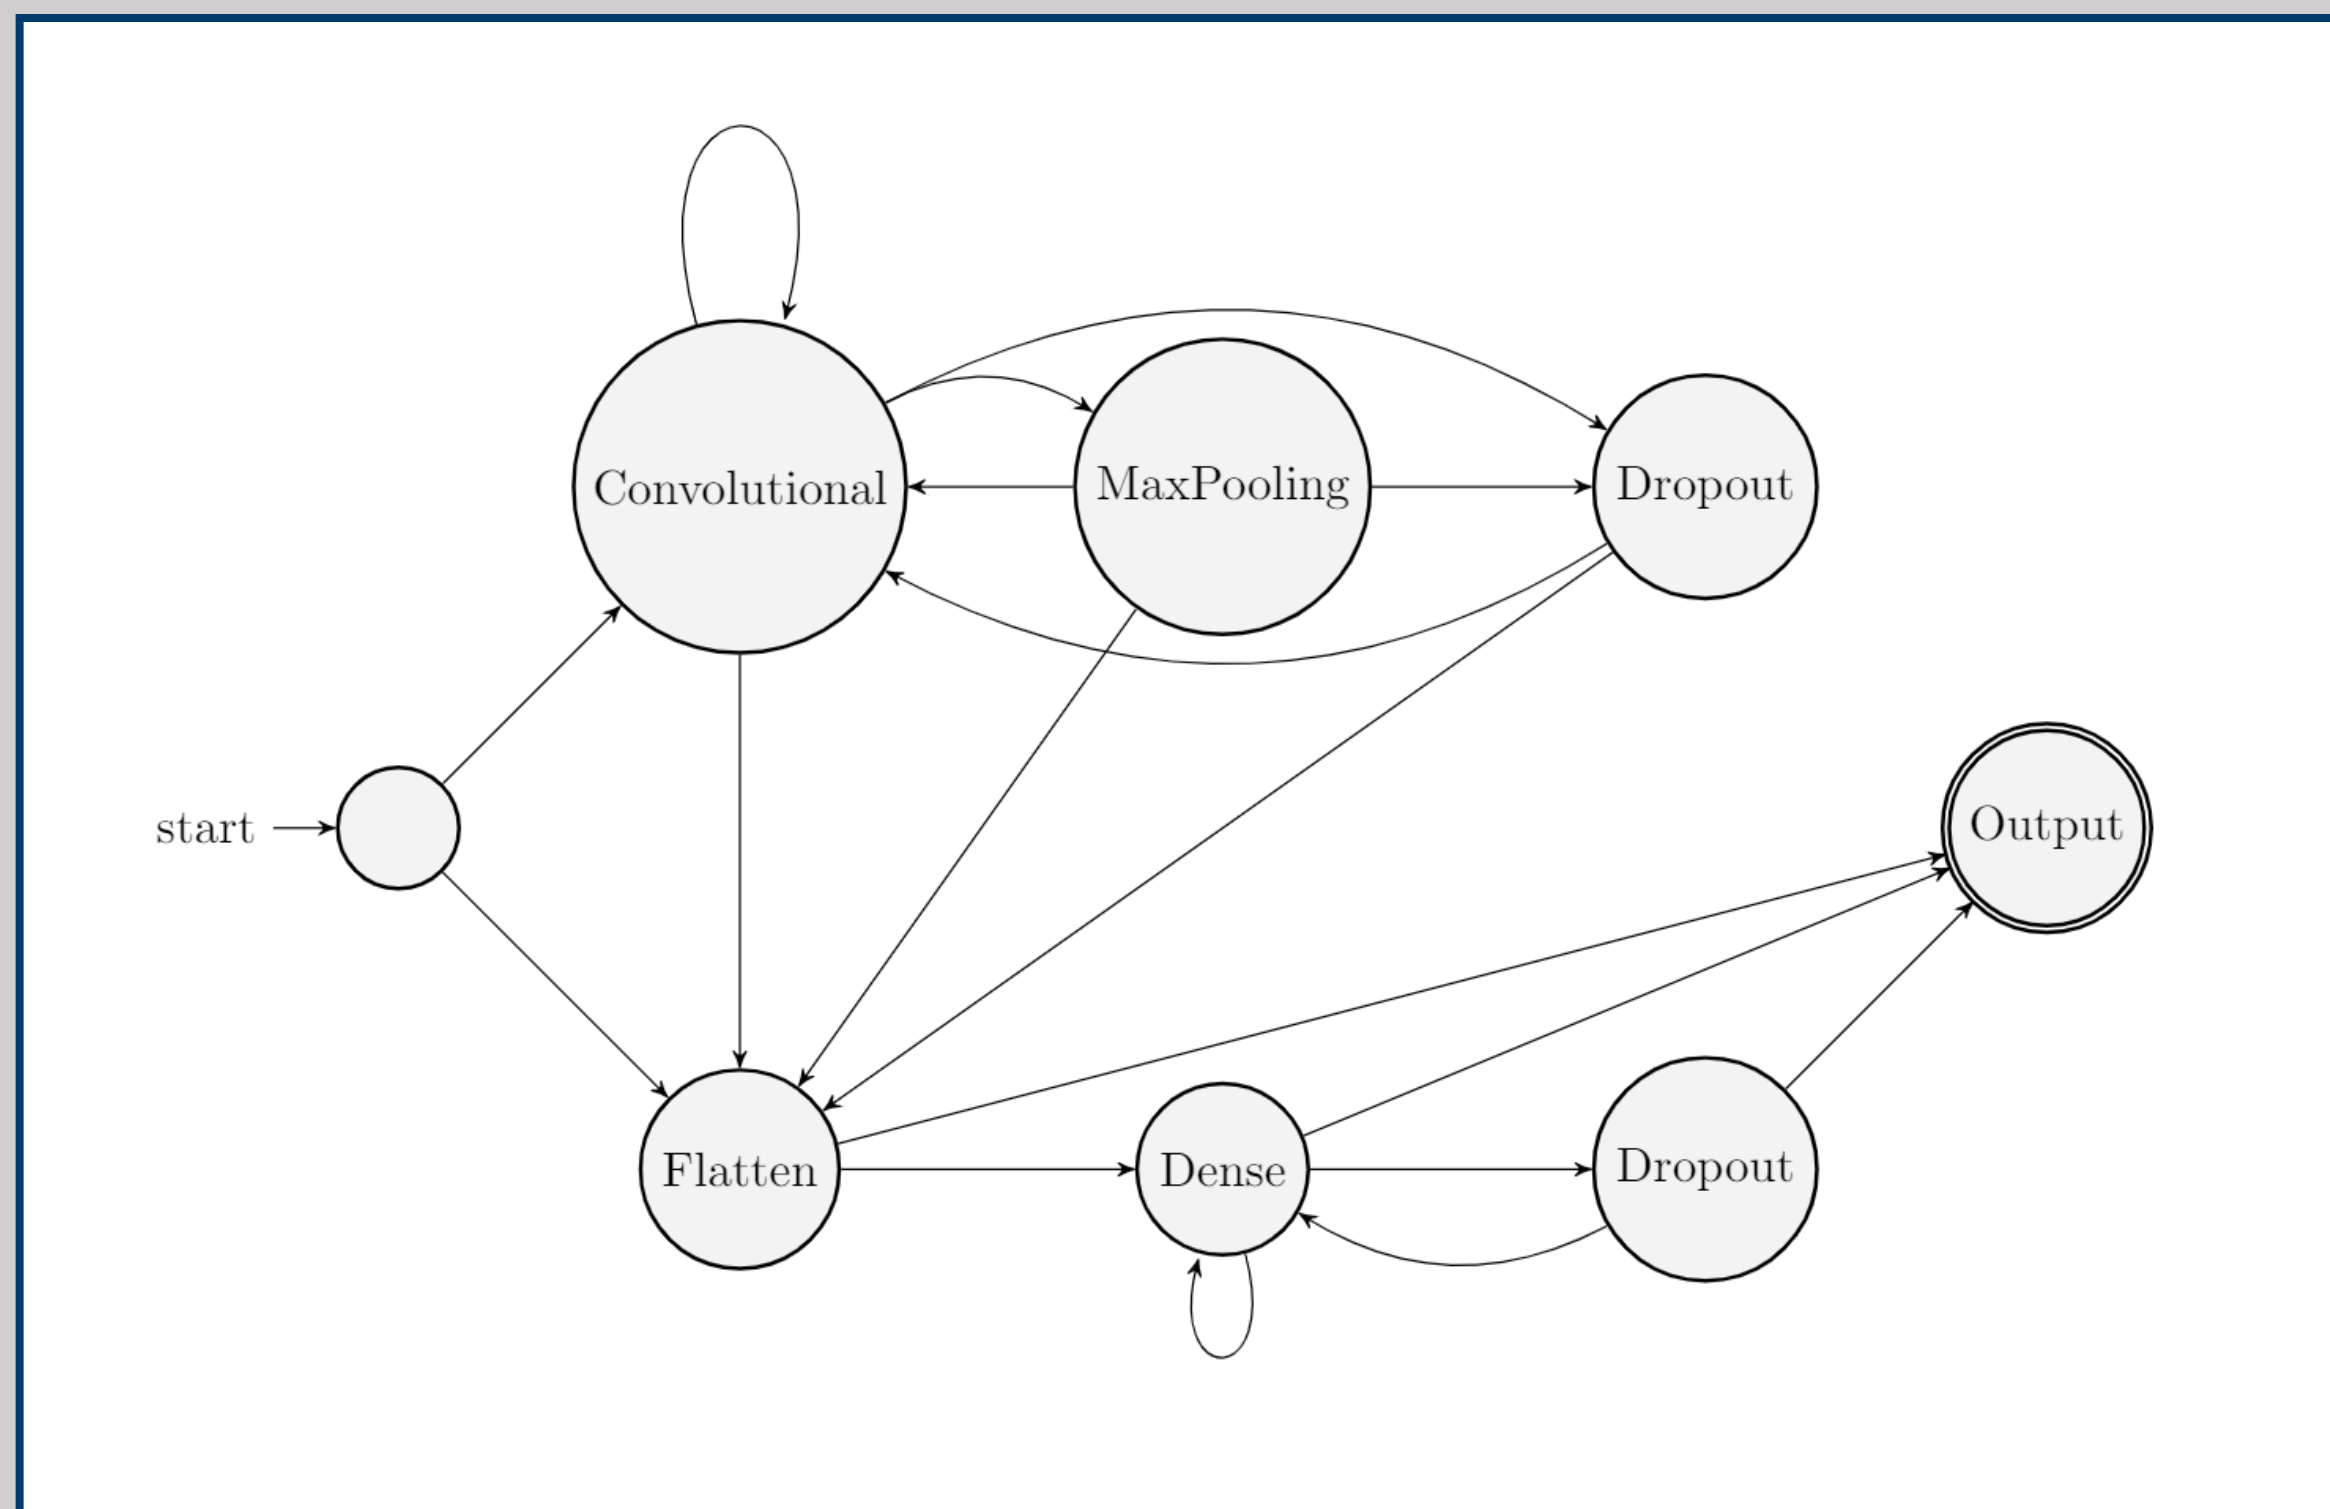 Convolutional
MaxPooling
Dropout
start
Output
Flatten
Dense
Dropout